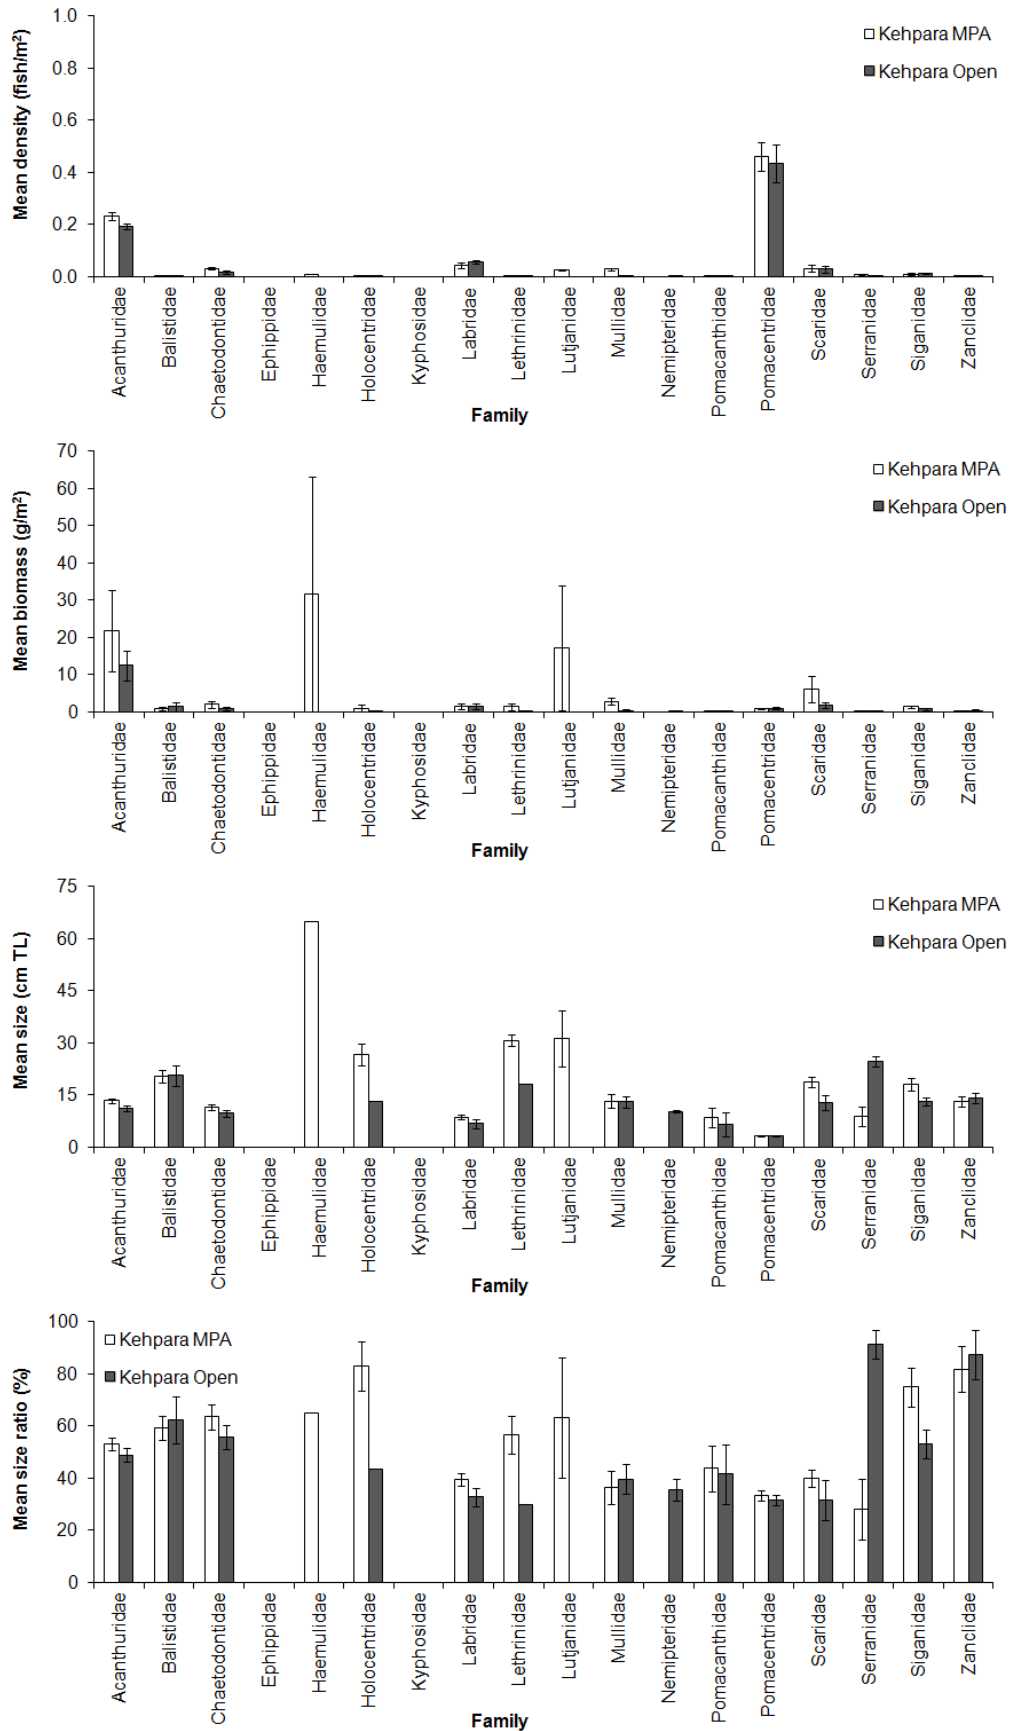 Mean density (fish/m²)
1.0
0.8
0.6
0.4
0.2
0.0
Kehpara MPA
Kehpara Open
Acanthuridae
Balistidae
Chaetodontidae
Ephippidae
Haemulidae
Holocentridae
Kyphosidae
Labridae
Lethrinidae
Lutjanidae
Mullidae
Nemipteridae
Pomacanthidae
Pomacentridae
Scaridae
Serranidae
Siganidae
Zanclidae
Family
Mean biomass (g/m²)
70
60
50
40
30
20
10
0
Kehpara MPA
Kehpara Open
Acanthuridae
Balistidae
Chaetodontidae
Ephippidae
Haemulidae
Holocentridae
Kyphosidae
Labridae
Lethrinidae
Lutjanidae
Mullidae
Nemipteridae
Pomacanthidae
Pomacentridae
Scaridae
Serranidae
Siganidae
Zanclidae
Family
Mean size (cm TL)
75
60
45
30
15
0
Kehpara MPA
Kehpara Open
Acanthuridae
Balistidae
Chaetodontidae
Ephippidae
Haemulidae
Holocentridae
Kyphosidae
Labridae
Lethrinidae
Lutjanidae
Mullidae
Nemipteridae
Pomacanthidae
Pomacentridae
Scaridae
Serranidae
Siganidae
Zanclidae
Family
Mean size ratio (%)
100
80
60
40
20
0
Kehpara MPA
Kehpara Open
Acanthuridae
Balistidae
Chaetodontidae
Ephippidae
Haemulidae
Holocentridae
Kyphosidae
Labridae
Lethrinidae
Lutjanidae
Mullidae
Nemipteridae
Pomacanthidae
Pomacentridae
Scaridae
Serranidae
Siganidae
Zanclidae
Family